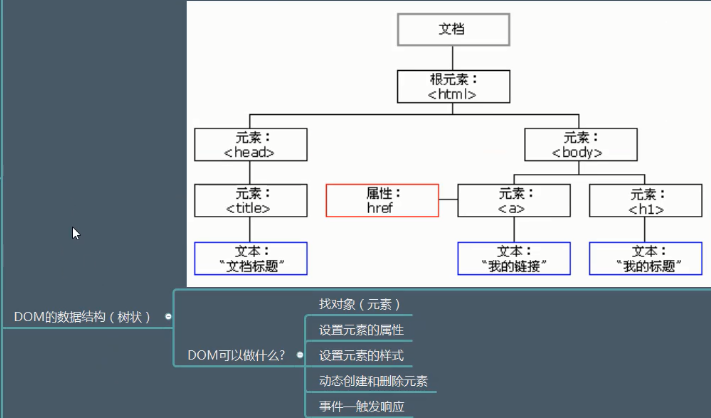 文档
根元素：
<html>
元素：
<head>
元素：
<body>
元素：
<title>
属性：
href
元素：
<a>
元素：
<h1>
文本：
“文档标题”
文本：
“我的链接”
文本：
“我的标题”
DOM的数据结构（树状）
DOM可以做什么？
找对象（元素）
设置元素的属性
设置元素的样式
动态创建和删除元素
事件—触发响应